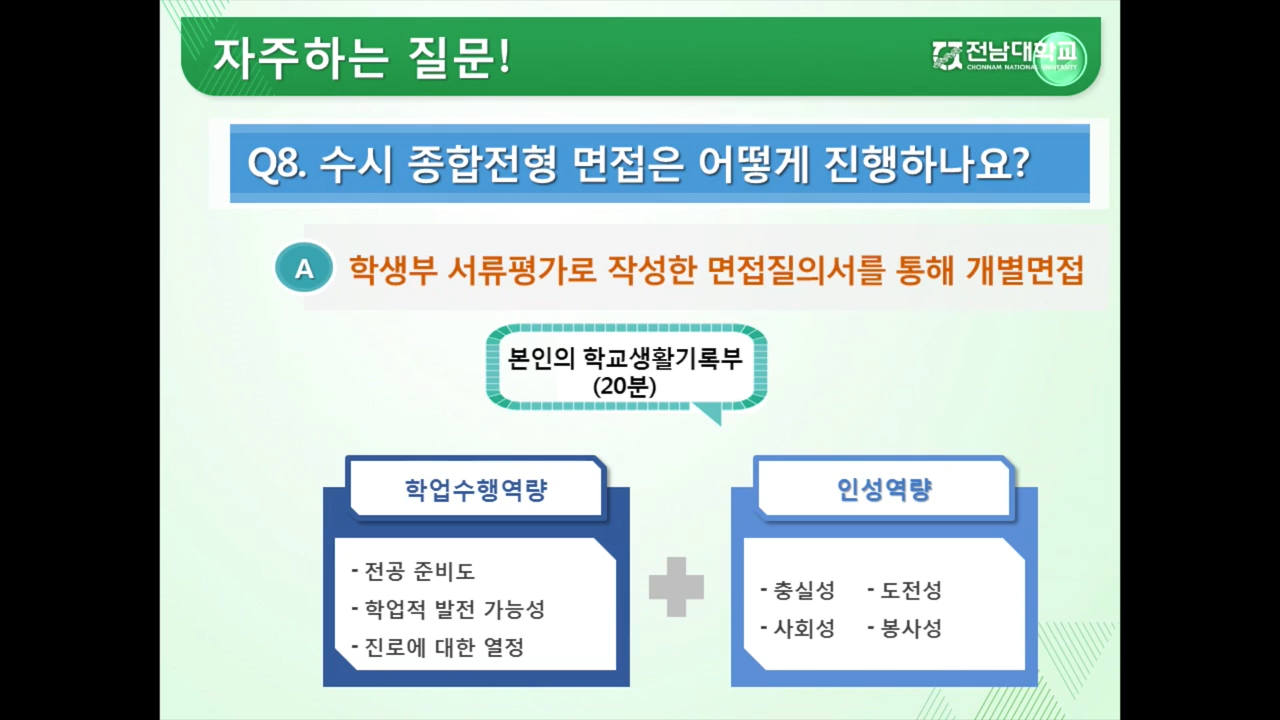 자주하는 질문!
전남대학교
CHONNAM NATIONAL UNIVERSITY
Q8. 수시 종합전형 면접은 어떻게 진행하나요?
A 학생부 서류평가로 작성한 면접질의서를 통해 개별면접
본인의 학교생활기록부
(20분)
학업수행역량
- 전공 준비도
- 학업적 발전 가능성
- 진로에 대한 열정
인성역량
- 충실성 - 도전성
- 사회성 - 봉사성